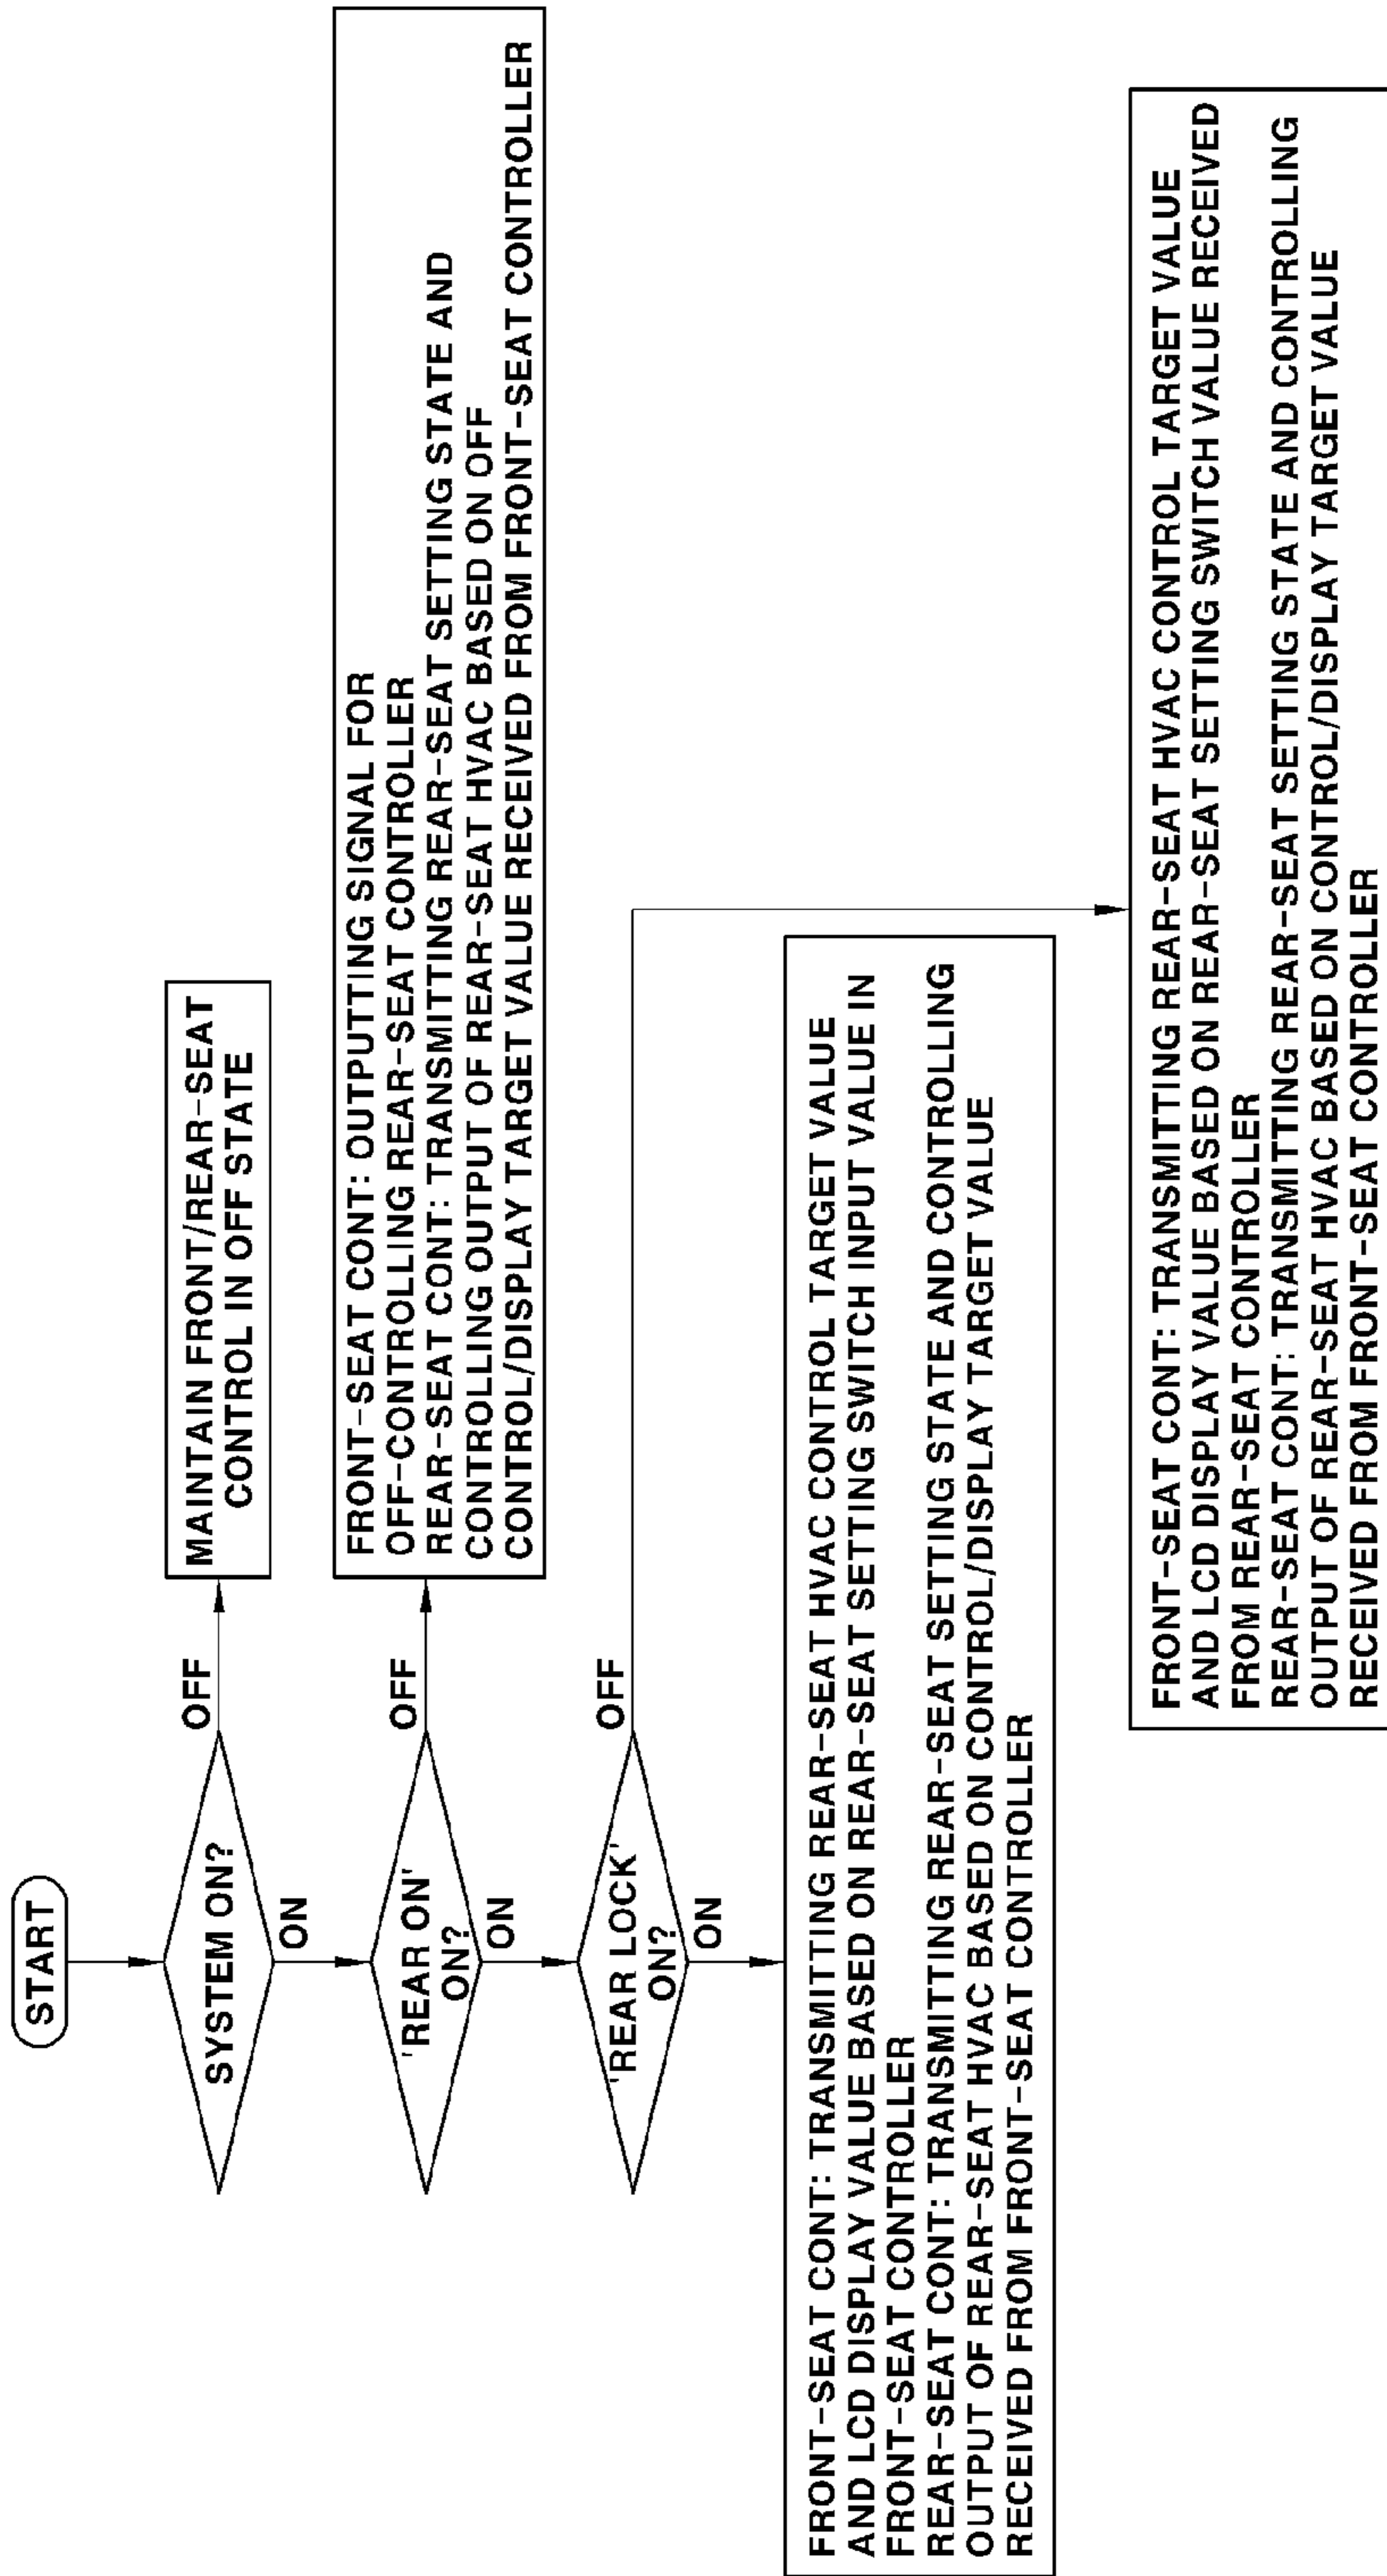 START
SYSTEM ON?
OFF
MAINTAIN FRONT/REAR-SEAT
CONTROL IN OFF STATE
ON
'REAR ON'
ON?
OFF
FRONT-SEAT CONT: OUTPUTTING SIGNAL FOR
OFF-CONTROLLING REAR-SEAT CONTROLLER
REAR-SEAT CONT: TRANSMITTING REAR-SEAT SETTING STATE AND
CONTROLLING OUTPUT OF REAR-SEAT HVAC BASED ON OFF
CONTROL/DISPLAY TARGET VALUE RECEIVED FROM FRONT-SEAT CONTROLLER
ON
'REAR LOCK'
ON?
OFF
ON
FRONT-SEAT CONT: TRANSMITTING REAR-SEAT HVAC CONTROL TARGET VALUE
AND LCD DISPLAY VALUE BASED ON REAR-SEAT SETTING SWITCH INPUT VALUE IN
FRONT-SEAT CONTROLLER
REAR-SEAT CONT: TRANSMITTING REAR-SEAT SETTING STATE AND CONTROLLING
OUTPUT OF REAR-SEAT HVAC BASED ON CONTROL/DISPLAY TARGET VALUE
RECEIVED FROM FRONT-SEAT CONTROLLER
FRONT-SEAT CONT: TRANSMITTING REAR-SEAT HVAC CONTROL TARGET VALUE
AND LCD DISPLAY VALUE BASED ON REAR-SEAT SETTING SWITCH VALUE RECEIVED
FROM REAR-SEAT CONTROLLER
REAR-SEAT CONT: TRANSMITTING REAR-SEAT SETTING STATE AND CONTROLLING
OUTPUT OF REAR-SEAT HVAC BASED ON CONTROL/DISPLAY TARGET VALUE
RECEIVED FROM FRONT-SEAT CONTROLLER